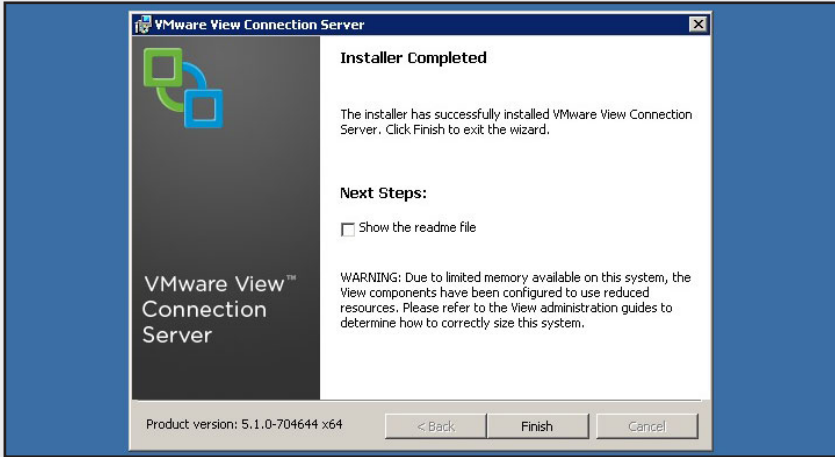 VMware View Connection Server
Installer Completed
The installer has successfully installed VMware View Connection
Server. Click Finish to exit the wizard.
Next Steps:
Show the readme file
WARNING: Due to limited memory available on this system, the
View components have been configured to use reduced
resources. Please refer to the View administration guides to
determine how to correctly size this system.
VMware View™
Connection
Server
Product version: 5.1.0-704644 x64
< Back
Finish
Cancel